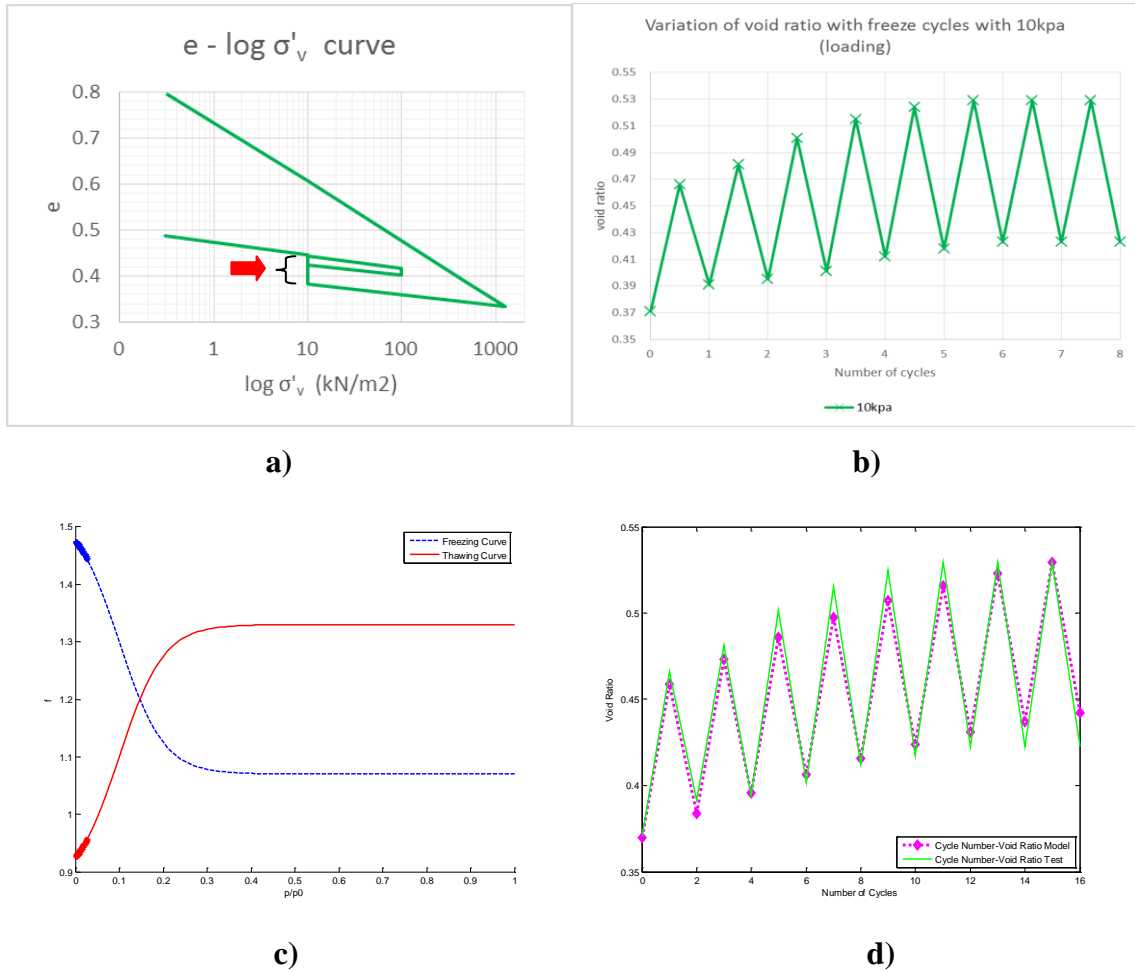 e - log σ'v curve
0.8
0.7
0.6
0.5
0.4
0.3
e
0 1 10 100 1000
log σ'v (kN/m2)
a)
Variation of void ratio with freeze cycles with 10kpa
(loading)
0.55
0.53
0.51
0.49
0.47
0.45
0.43
0.41
0.39
0.37
0.35
void ratio
0 1 2 3 4 5 6 7 8
Number of cycles
10kpa
b)
1.5
1.4
1.3
1.2
1.1
1
0.9
f
Freezing Curve
Thawing Curve
0 0.1 0.2 0.3 0.4 0.5 0.6 0.7 0.8 0.9 1
p/p0
c)
0.55
0.5
0.45
0.4
0.35
Void Ratio
Cycle Number-Void Ratio Model
Cycle Number-Void Ratio Test
0 2 4 6 8 10 12 14 16
Number of Cycles
d)